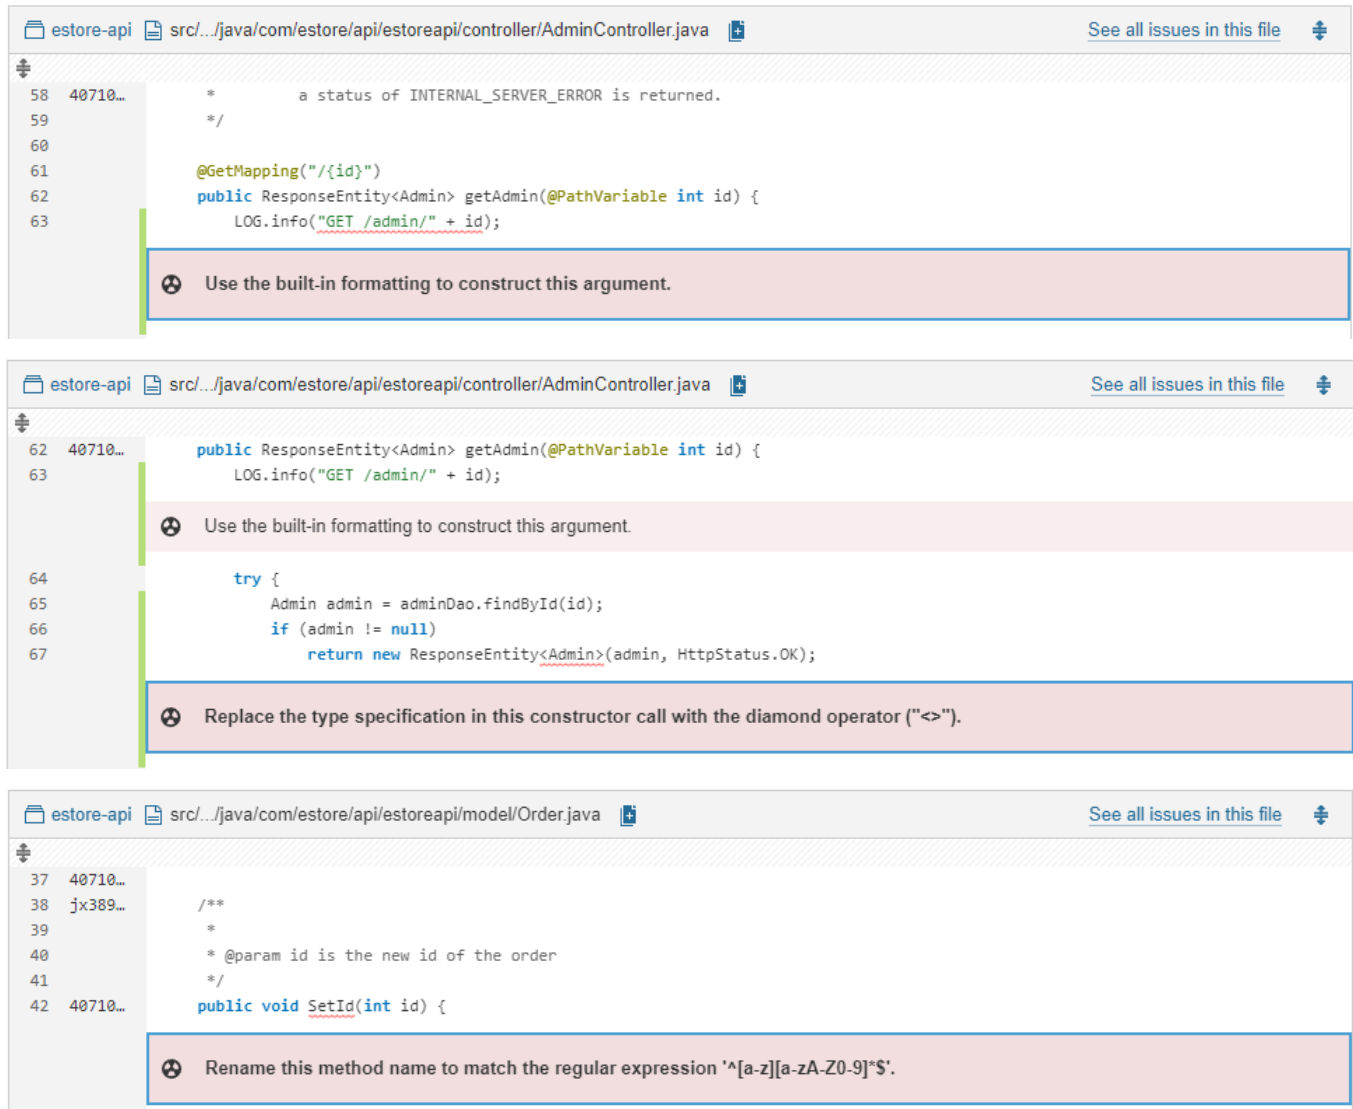 estore-api src/.../java/com/estore/api/estoreapi/controller/AdminController.java See all issues in this file
58 40710… * a status of INTERNAL_SERVER_ERROR is returned.
59 */
60
61 @GetMapping("/{id}")
62 public ResponseEntity<Admin> getAdmin(@PathVariable int id) {
63 LOG.info("GET /admin/" + id);
Use the built-in formatting to construct this argument.
estore-api src/.../java/com/estore/api/estoreapi/controller/AdminController.java See all issues in this file
62 40710… public ResponseEntity<Admin> getAdmin(@PathVariable int id) {
63 LOG.info("GET /admin/" + id);
Use the built-in formatting to construct this argument.
64 try {
65 Admin admin = adminDao.findById(id);
66 if (admin != null)
67 return new ResponseEntity<Admin>(admin, HttpStatus.OK);
Replace the type specification in this constructor call with the diamond operator ("<>").
estore-api src/.../java/com/estore/api/estoreapi/model/Order.java See all issues in this file
37 40710…
38 jx389… /**
39 *
40 * @param id is the new id of the order
41 */
42 40710… public void SetId(int id) {
Rename this method name to match the regular expression '^[a-z][a-zA-Z0-9]*$'.